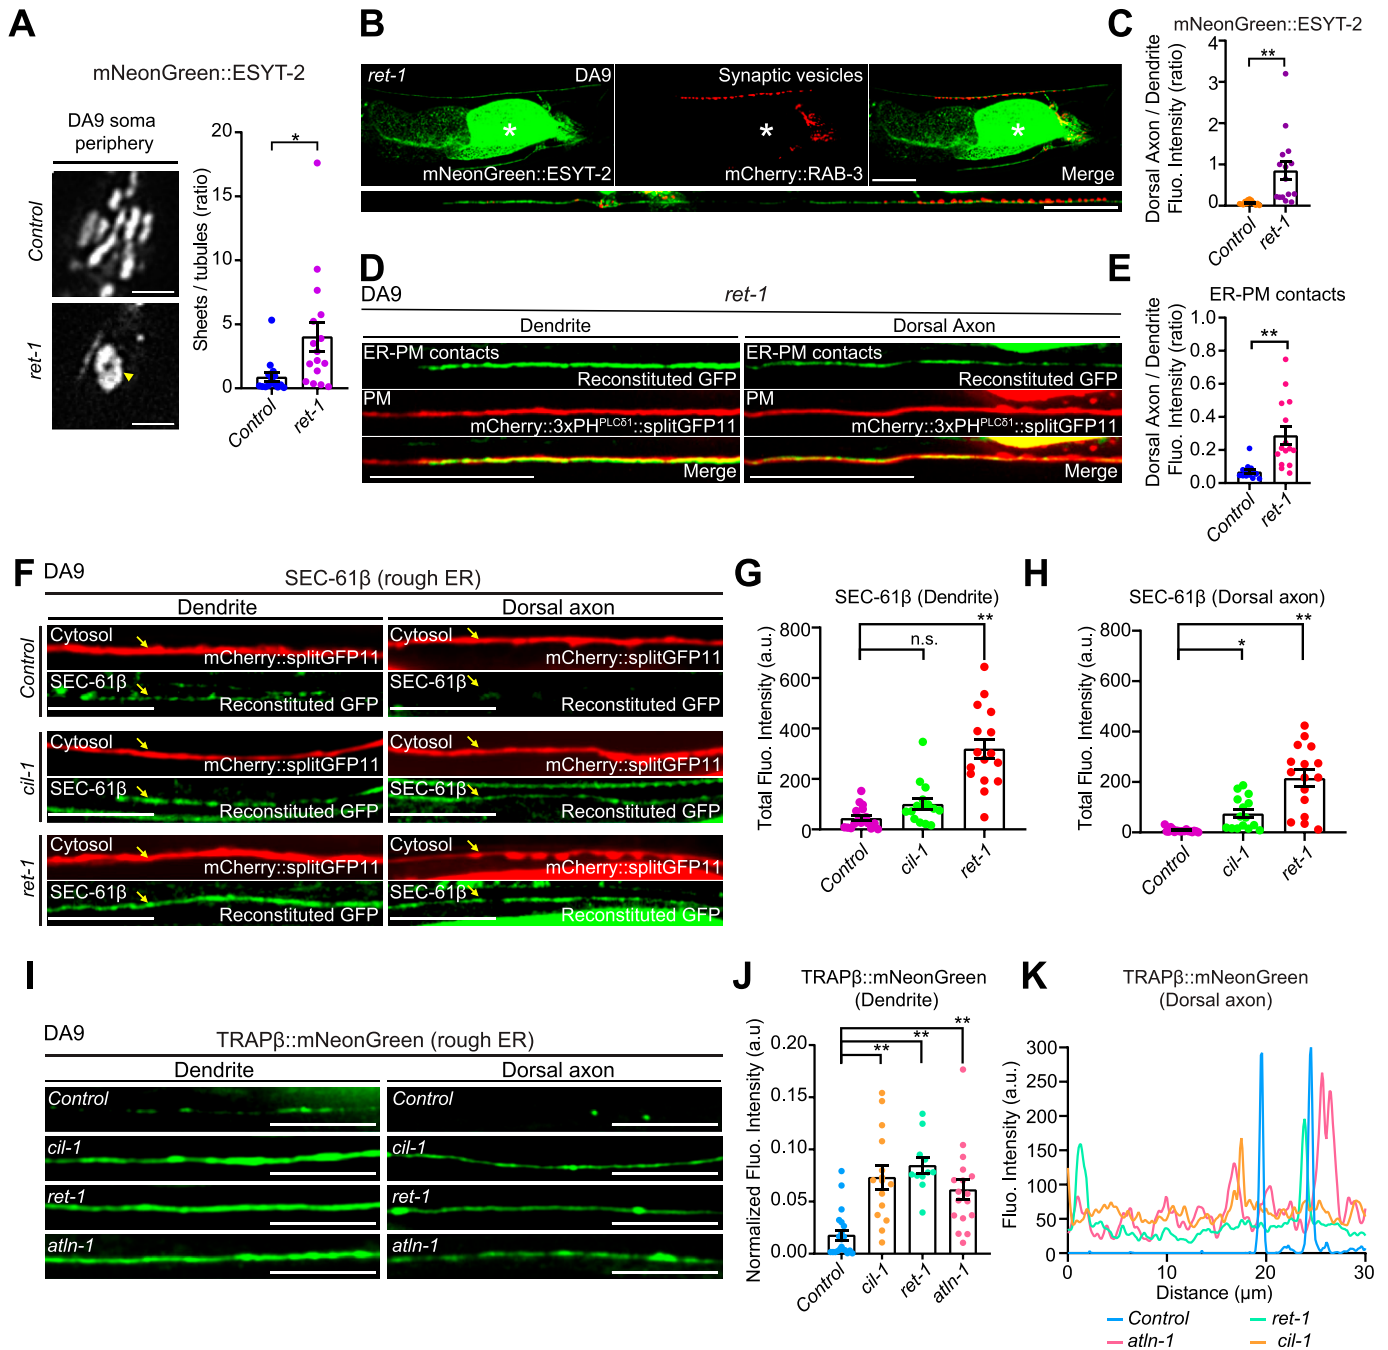 A
mNeonGreen::ESYT-2
DA9 soma
periphery
Control
ret-1
Sheets / tubules (ratio)
20
15
10
5
0
*
Control
ret-1
B
ret-1
DA9
mNeonGreen::ESYT-2
Synaptic vesicles
mCherry::RAB-3
Merge
*
*
*
C
mNeonGreen::ESYT-2
Dorsal Axon / Dendrite
Fluo. Intensity (ratio)
4
3
2
1
0
**
Control
ret-1
D
DA9
ret-1
Dendrite
Dorsal Axon
ER-PM contacts
Reconstituted GFP
ER-PM contacts
Reconstituted GFP
PM
mCherry::3xPHPLCδ1::splitGFP11
PM
mCherry::3xPHPLCδ1::splitGFP11
Merge
Merge
E
ER-PM contacts
Dorsal Axon / Dendrite
Fluo. Intensity (ratio)
1.0
0.8
0.6
0.4
0.2
0.0
**
Control
ret-1
F
DA9
SEC-61β (rough ER)
Dendrite
Dorsal axon
Control
Cytosol
mCherry::splitGFP11
Cytosol
mCherry::splitGFP11
SEC-61β
Reconstituted GFP
SEC-61β
Reconstituted GFP
cil-1
Cytosol
mCherry::splitGFP11
Cytosol
mCherry::splitGFP11
SEC-61β
Reconstituted GFP
SEC-61β
Reconstituted GFP
ret-1
Cytosol
mCherry::splitGFP11
Cytosol
mCherry::splitGFP11
SEC-61β
Reconstituted GFP
SEC-61β
Reconstituted GFP
G
SEC-61β (Dendrite)
Total Fluo. Intensity (a.u.)
800
600
400
200
0
n.s.
**
Control
cil-1
ret-1
H
SEC-61β (Dorsal axon)
Total Fluo. Intensity (a.u.)
800
600
400
200
0
*
**
Control
cil-1
ret-1
I
DA9
TRAPβ::mNeonGreen (rough ER)
Dendrite
Dorsal axon
Control
Control
cil-1
cil-1
ret-1
ret-1
atln-1
atln-1
J
TRAPβ::mNeonGreen
(Dendrite)
Normalized Fluo. Intensity (a.u)
0.20
0.15
0.10
0.05
0.00
**
**
**
Control
cil-1
ret-1
atln-1
K
TRAPβ::mNeonGreen
(Dorsal axon)
Fluo. Intensity (a.u.)
300
250
200
150
100
50
0
0
10
20
30
Distance (μm)
Control
ret-1
atln-1
cil-1